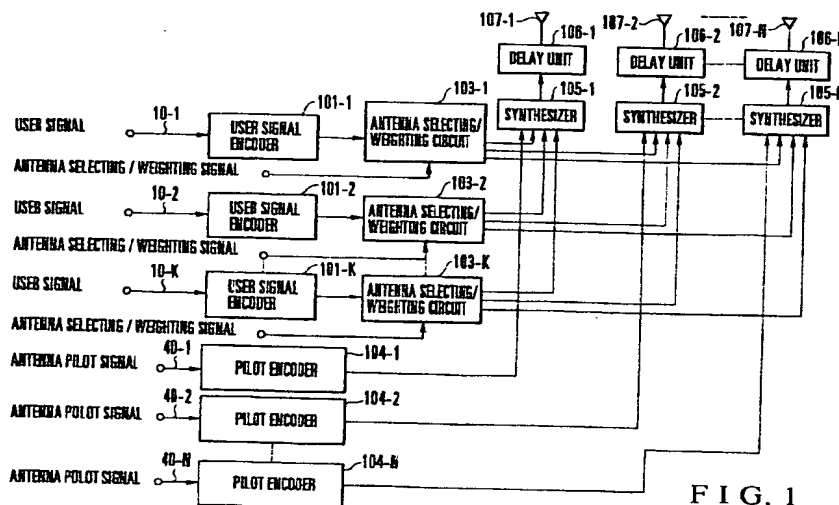 107-1
107-2
107-N
106-1
106-2
DELAY UNIT
DELAY UNIT
DELAY UNIT
105-1
105-2
SYNTHESIZER
SYNTHESIZER
SYNTHESIZER
103-1
101-1
USER SIGNAL
10-1
USER SIGNAL
ENCODER
ANTENNA SELECTING/
WEIGHTING CIRCUIT
ANTENNA SELECTING / WEIGHTING SIGNAL
103-2
101-2
USER SIGNAL
10-2
USER SIGNAL
ENCODER
ANTENNA SELECTING/
WEIGHTING CIRCUIT
ANTENNA SELECTING / WEIGHTING SIGNAL
103-K
101-K
USER SIGNAL
10-K
USER SIGNAL
ENCODER
ANTENNA SELECTING/
WEIGHTING CIRCUIT
ANTENNA SELECTING / WEIGHTING SIGNAL
104-1
ANTENNA PILOT SIGNAL
40-1
PILOT ENCODER
104-2
ANTENNA POLOT SIGNAL
40-2
PILOT ENCODER
104-N
ANTENNA POLOT SIGNAL
40-N
PILOT ENCODER
FIG. 1